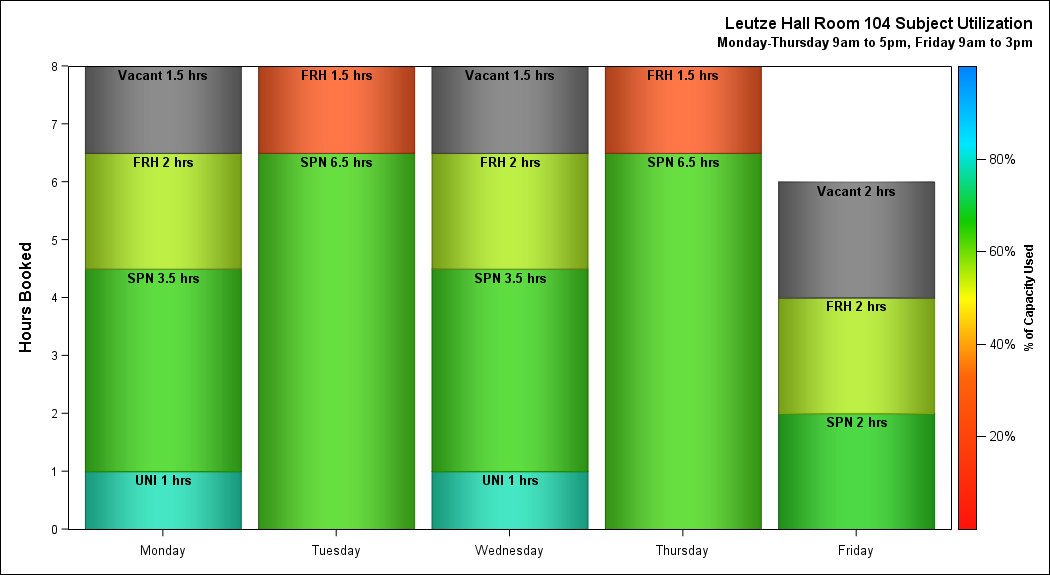 Leutze Hall Room 104 Subject Utilization
Monday-Thursday 9am to 5pm, Friday 9am to 3pm
Hours Booked
8
7
6
5
4
3
2
1
0
Vacant 1.5 hrs
FRH 2 hrs
SPN 3.5 hrs
UNI 1 hrs
FRH 1.5 hrs
SPN 6.5 hrs
Vacant 1.5 hrs
FRH 2 hrs
SPN 3.5 hrs
UNI 1 hrs
FRH 1.5 hrs
SPN 6.5 hrs
Vacant 2 hrs
FRH 2 hrs
SPN 2 hrs
Monday
Tuesday
Wednesday
Thursday
Friday
80%
60%
40%
20%
% of Capacity Used